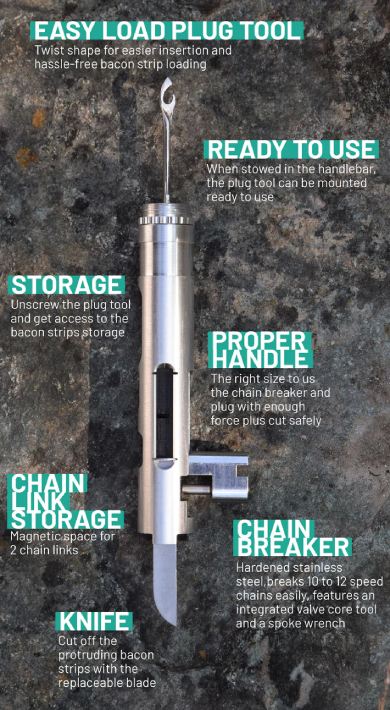 EASY LOAD PLUG TOOL
Twist shape for easier insertion and
hassle-free bacon strip loading
READY TO USE
When stowed in the handlebar,
the plug tool can be mounted
ready to use
STORAGE
Unscrew the plug tool
and get access to the
bacon strips storage
PROPER
HANDLE
The right size to us
the chain breaker and
plug with enough
force plus cut safely
CHAIN
LINK
STORAGE
Magnetic space for
2 chain links
CHAIN
BREAKER
Hardened stainless
steel,breaks 10 to 12 speed
chains easily, features an
integrated valve core tool
and a spoke wrench
KNIFE
Cut off the
protruding bacon
strips with the
replaceable blade